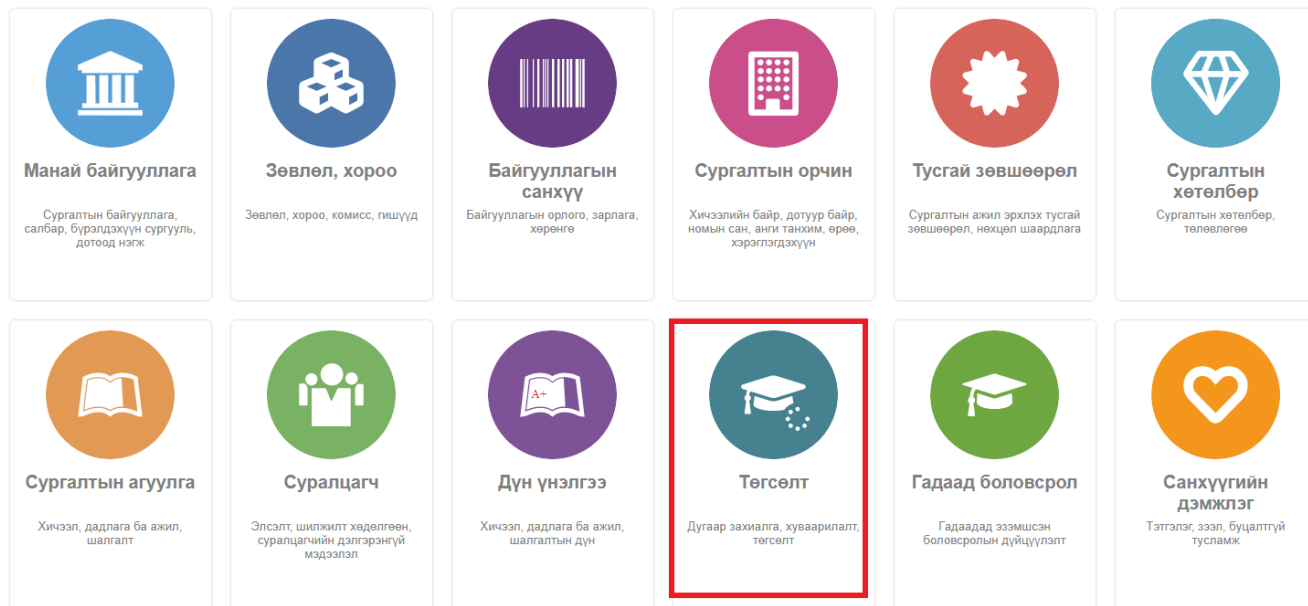 Манай байгууллага
Сургалтын байгууллага,
салбар, бүрэлдэхүүн сургууль,
дотоод нэгж
Зөвлөл, хороо
Зөвлөл, хороо, комисс, гишүүд
Байгууллагын
санхүү
Байгууллагын орлого, зарлага,
хөрөнгө
Сургалтын орчин
Хичээлийн байр, дотуур байр,
номын сан, анги танхим, өрөө,
хэрэглэгдэхүүн
Тусгай зөвшөөрөл
Сургалтын ажил эрхлэх тусгай
зөвшөөрөл, нөхцөл шаардлага
Сургалтын
хөтөлбөр
Сургалтын хөтөлбөр,
төлөвлөгөө
Сургалтын агуулга
Хичээл, дадлага ба ажил,
шалгалт
Суралцагч
Элсэлт, шилжилт хөдөлгөөн,
суралцагчийн дэлгэрэнгүй
мэдээлэл
A+
Дүн үнэлгээ
Хичээл, дадлага ба ажил,
шалгалтын дүн
Төгсөлт
Дугаар захиалга, хуваарилалт,
төгсөлт
Гадаад боловсрол
Гадаадад эзэмшсэн
боловсролын дүйцүүлэлт
Санхүүгийн
дэмжлэг
Тэтгэлэг, зээл, буцалтгүй
тусламж